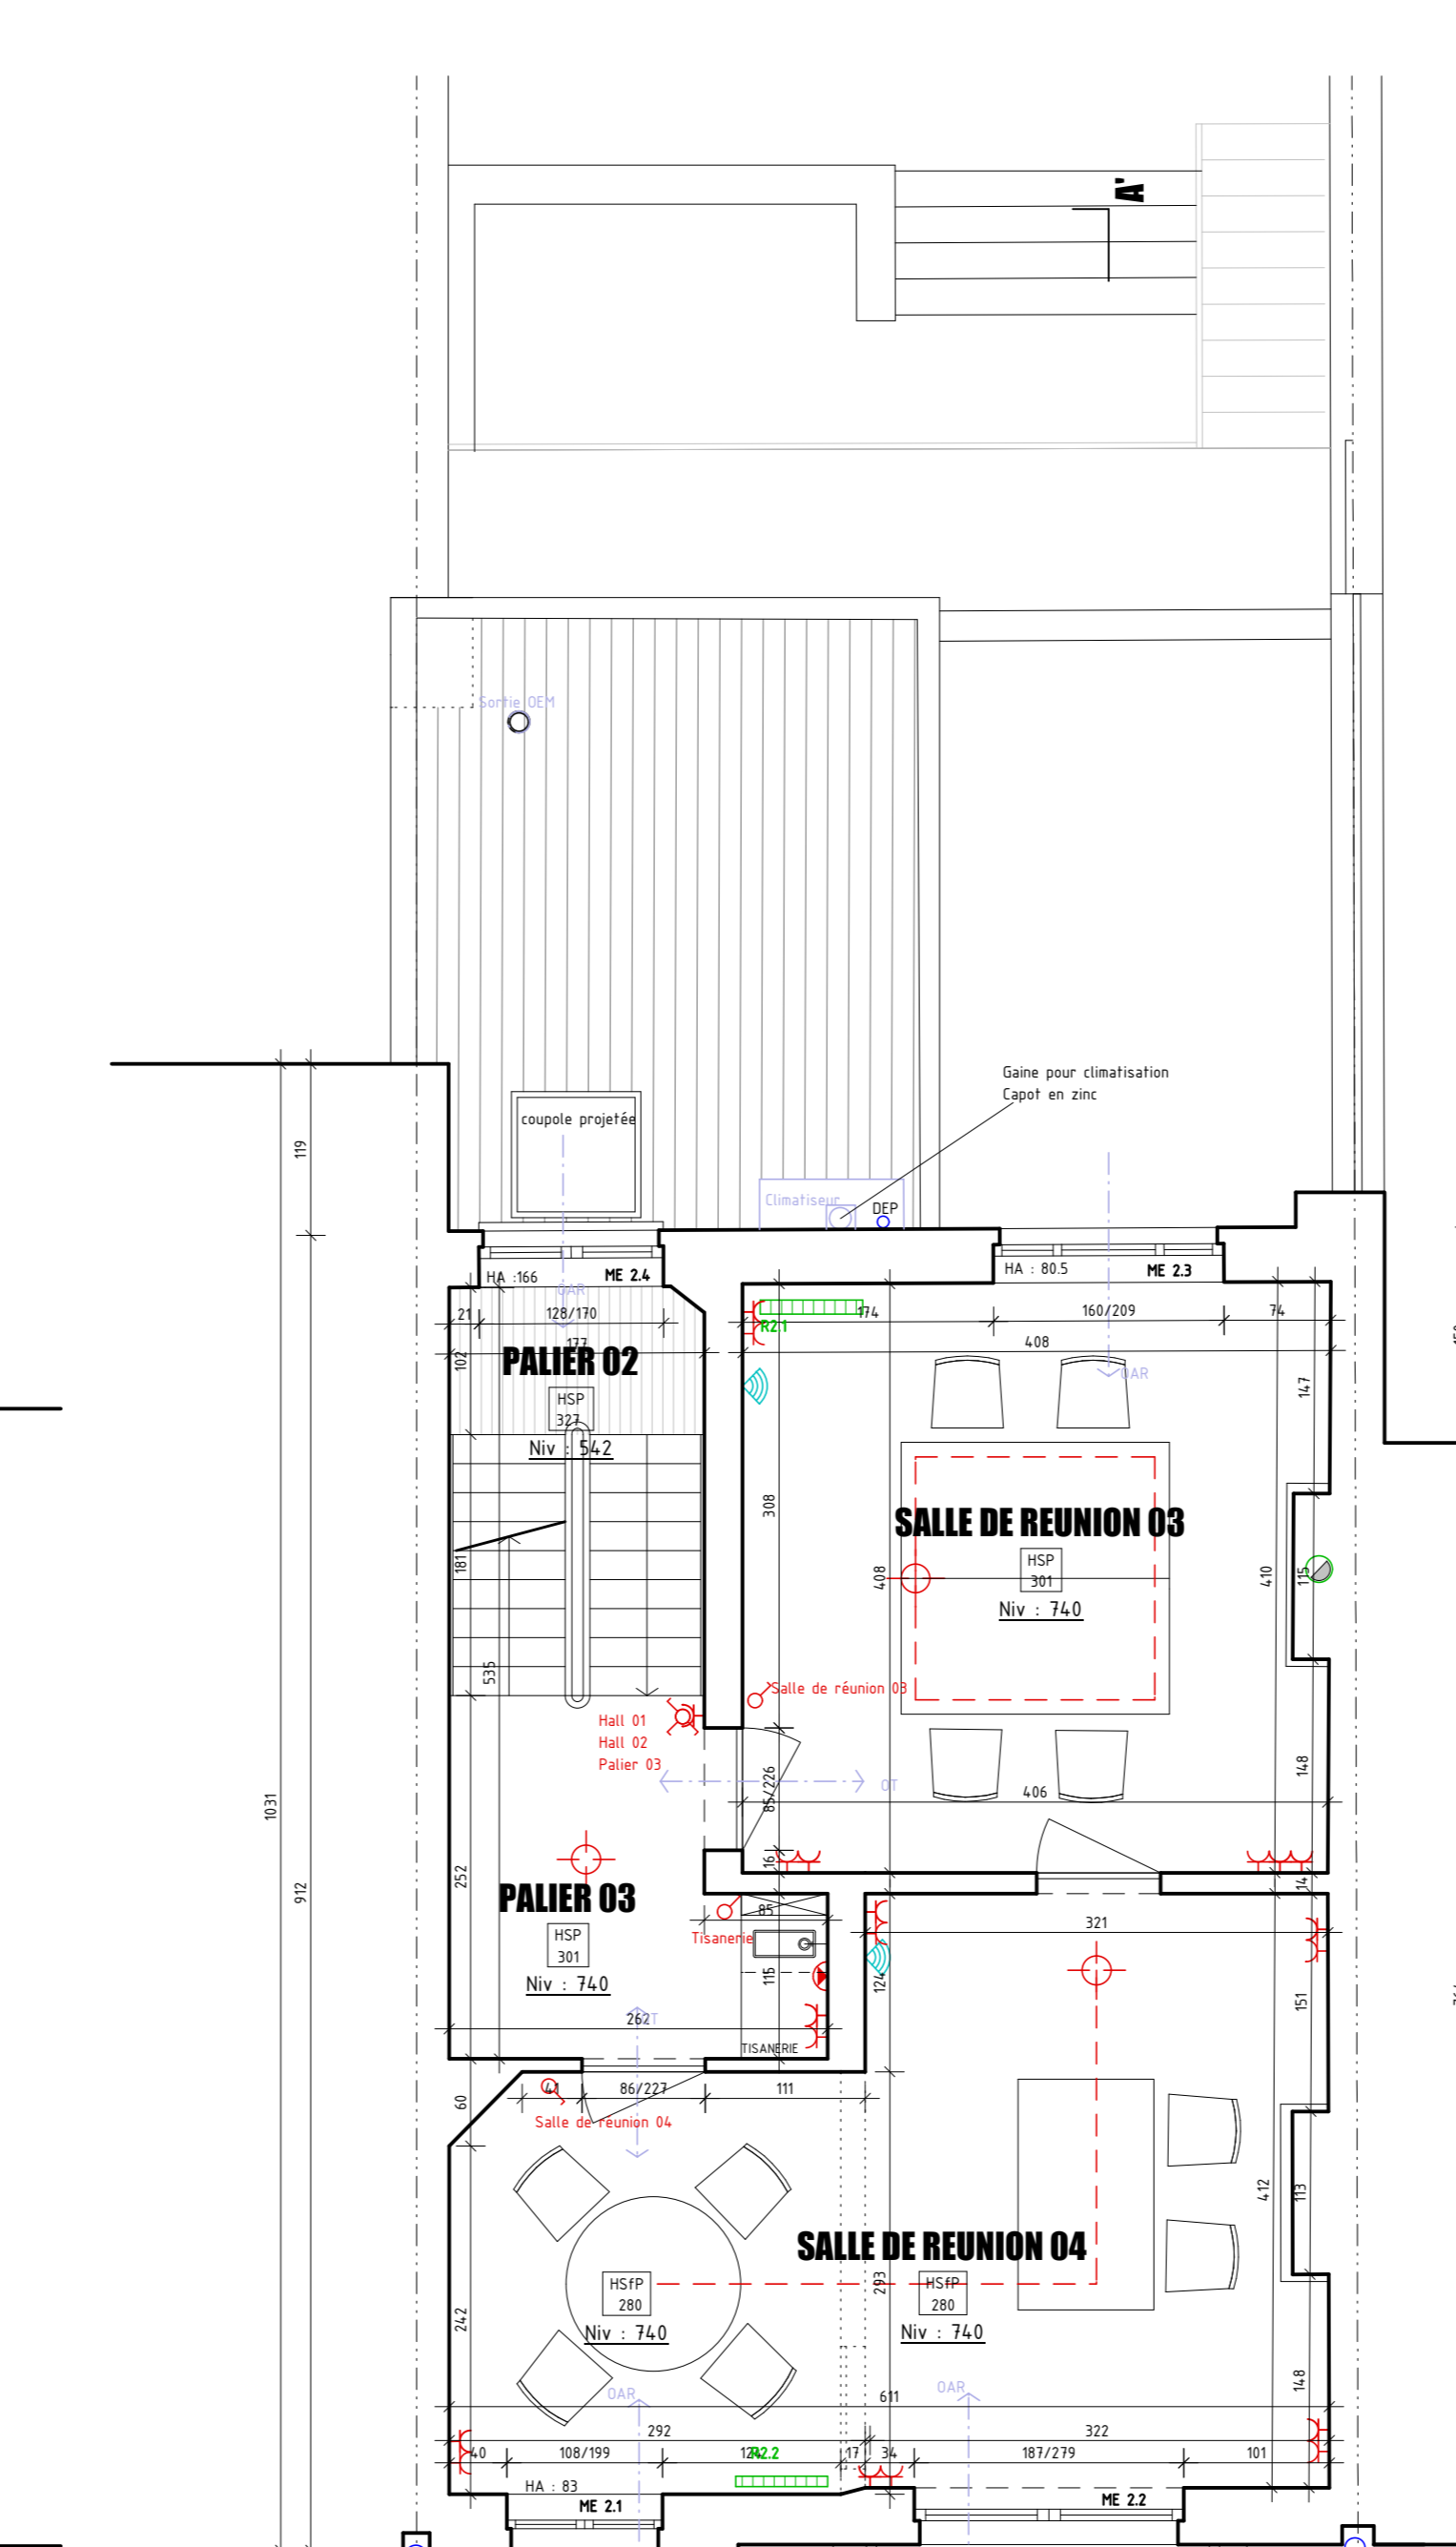 A'
Sortie OEM
Gaine pour climatisation
Capot en zinc
119
coupole projetée
Climatiseur
DEP
HA :166
ME 2.4
HA : 80.5
ME 2.3
OAR
21
128/170
174
160/209
74
R2.1
177
408
102
PALIER 02
OAR
147
HSP
327
Niv : 542
308
SALLE DE REUNION 03
181
408
HSP
301
410
115
Niv : 740
535
Salle de réunion 03
Hall 01
Hall 02
Palier 03
85/226
OT
406
148
1031
912
252
16
14
PALIER 03
85
321
Tisanerie
HSP
301
115
124
Niv : 740
151
262
OT
TISANERIE
60
41
86/227
111
Salle de réunion 04
412
113
SALLE DE REUNION 04
HSfP
280
293
HSfP
280
242
Niv : 740
Niv : 740
148
OAR
OAR
611
292
322
40
108/199
R2.2
17
34
187/279
101
HA : 83
ME 2.1
ME 2.2